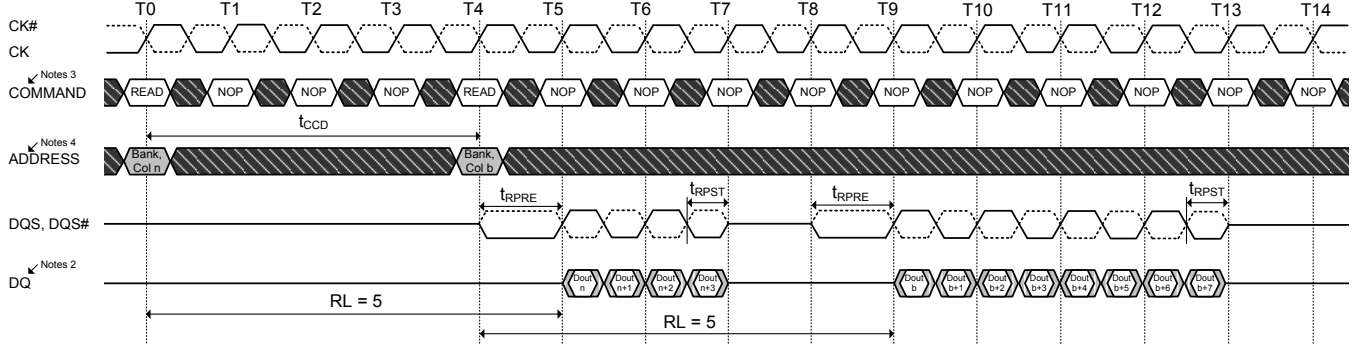 T0 T1 T2 T3 T4 T5 T6 T7 T8 T9 T10 T11 T12 T13 T14
CK#
CK
Notes 3
COMMAND READ NOP NOP NOP READ NOP NOP NOP NOP NOP NOP NOP NOP NOP NOP
tCCD
Notes 4
ADDRESS Bank, Col n Bank, Col b
tRPRE tRPST tRPRE tRPST
DQS, DQS#
Notes 2
DQ Dout n Dout n+1 Dout n+2 Dout n+3 Dout b Dout b+1 Dout b+2 Dout b+3 Dout b+4 Dout b+5 Dout b+6 Dout b+7
RL = 5
RL = 5